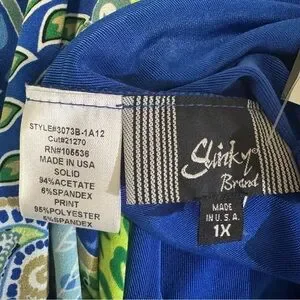 STYLE#3073B-1A12
Cut#21270
RN#105536
MADE IN USA
SOLID
94%ACETATE
6%SPANDEX
PRINT
95%POLYESTER
5%SPANDEX
Slinky®
Brand
MADE
IN U.S.A.
1X